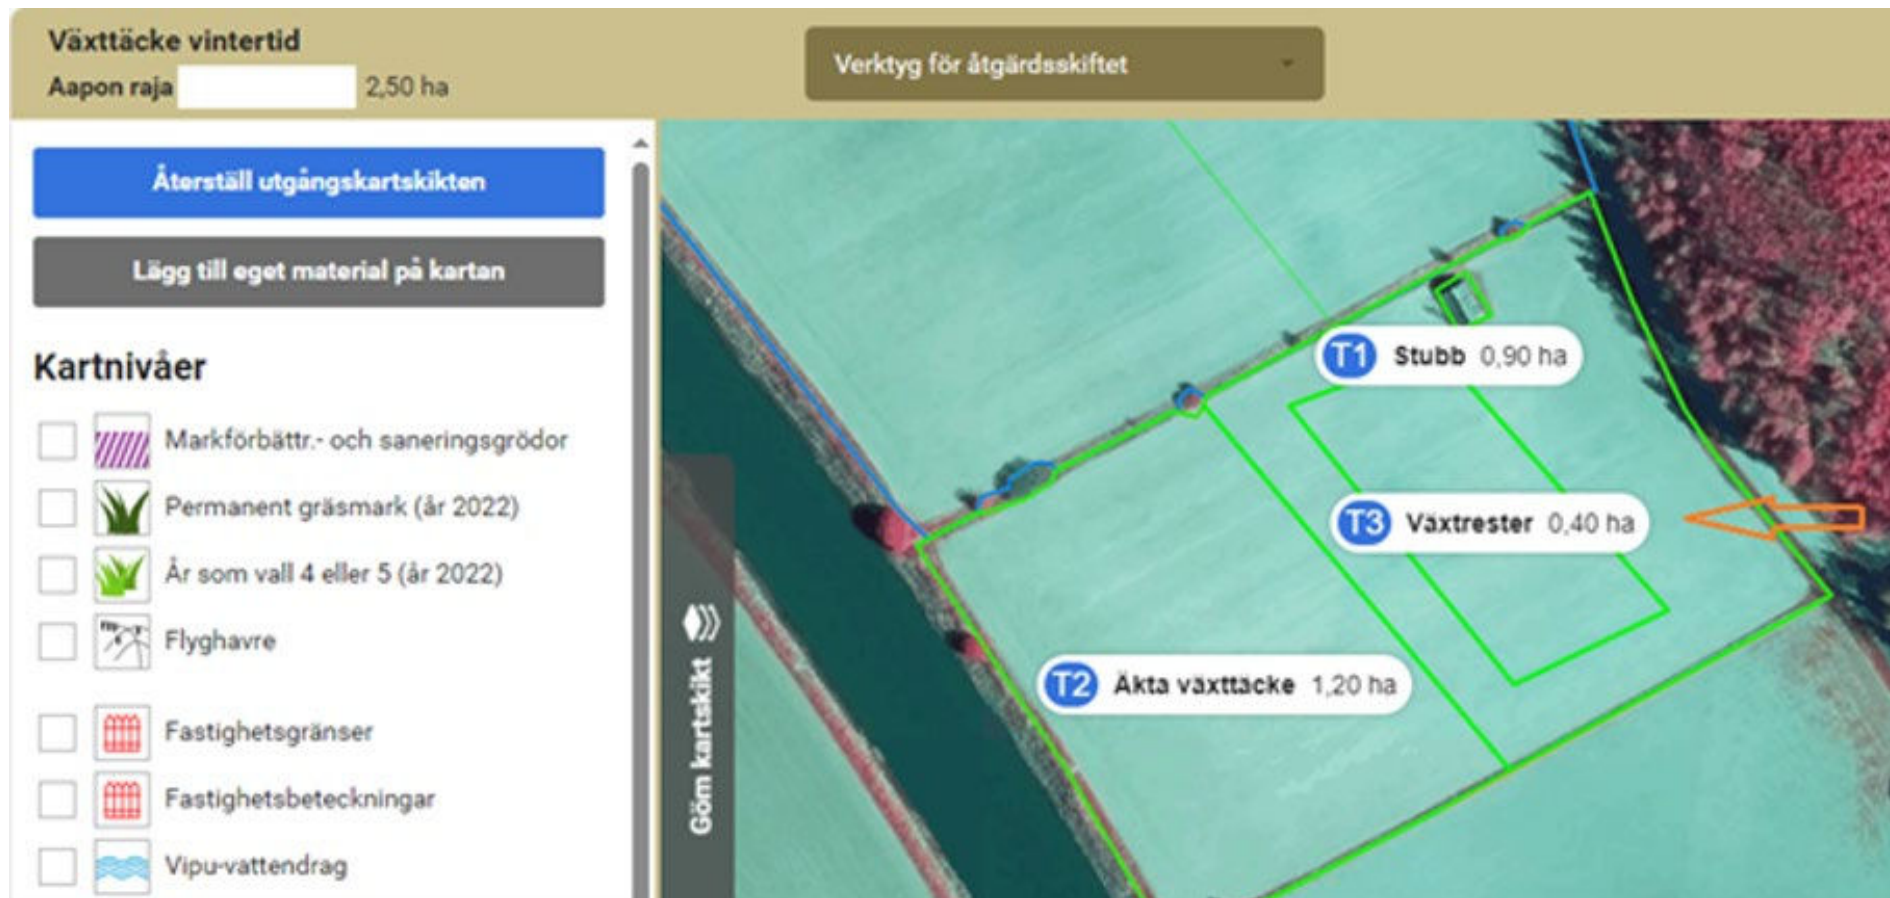 Växttäcke vintertid
Aapon raja 2,50 ha
Verktyg för åtgärdsskiftet
Återställ utgångskartskikten
Lägg till eget material på kartan
Kartnivåer
Markförbättr.- och saneringsgrödor
Permanent gräsmark (år 2022)
År som vall 4 eller 5 (år 2022)
Flyghavre
Fastighetsgränser
Fastighetsbeteckningar
Vipu-vattendrag
Göm kartskikt
T1 Stubb 0,90 ha
T3 Växtrester 0,40 ha
T2 Äkta växttäcke 1,20 ha